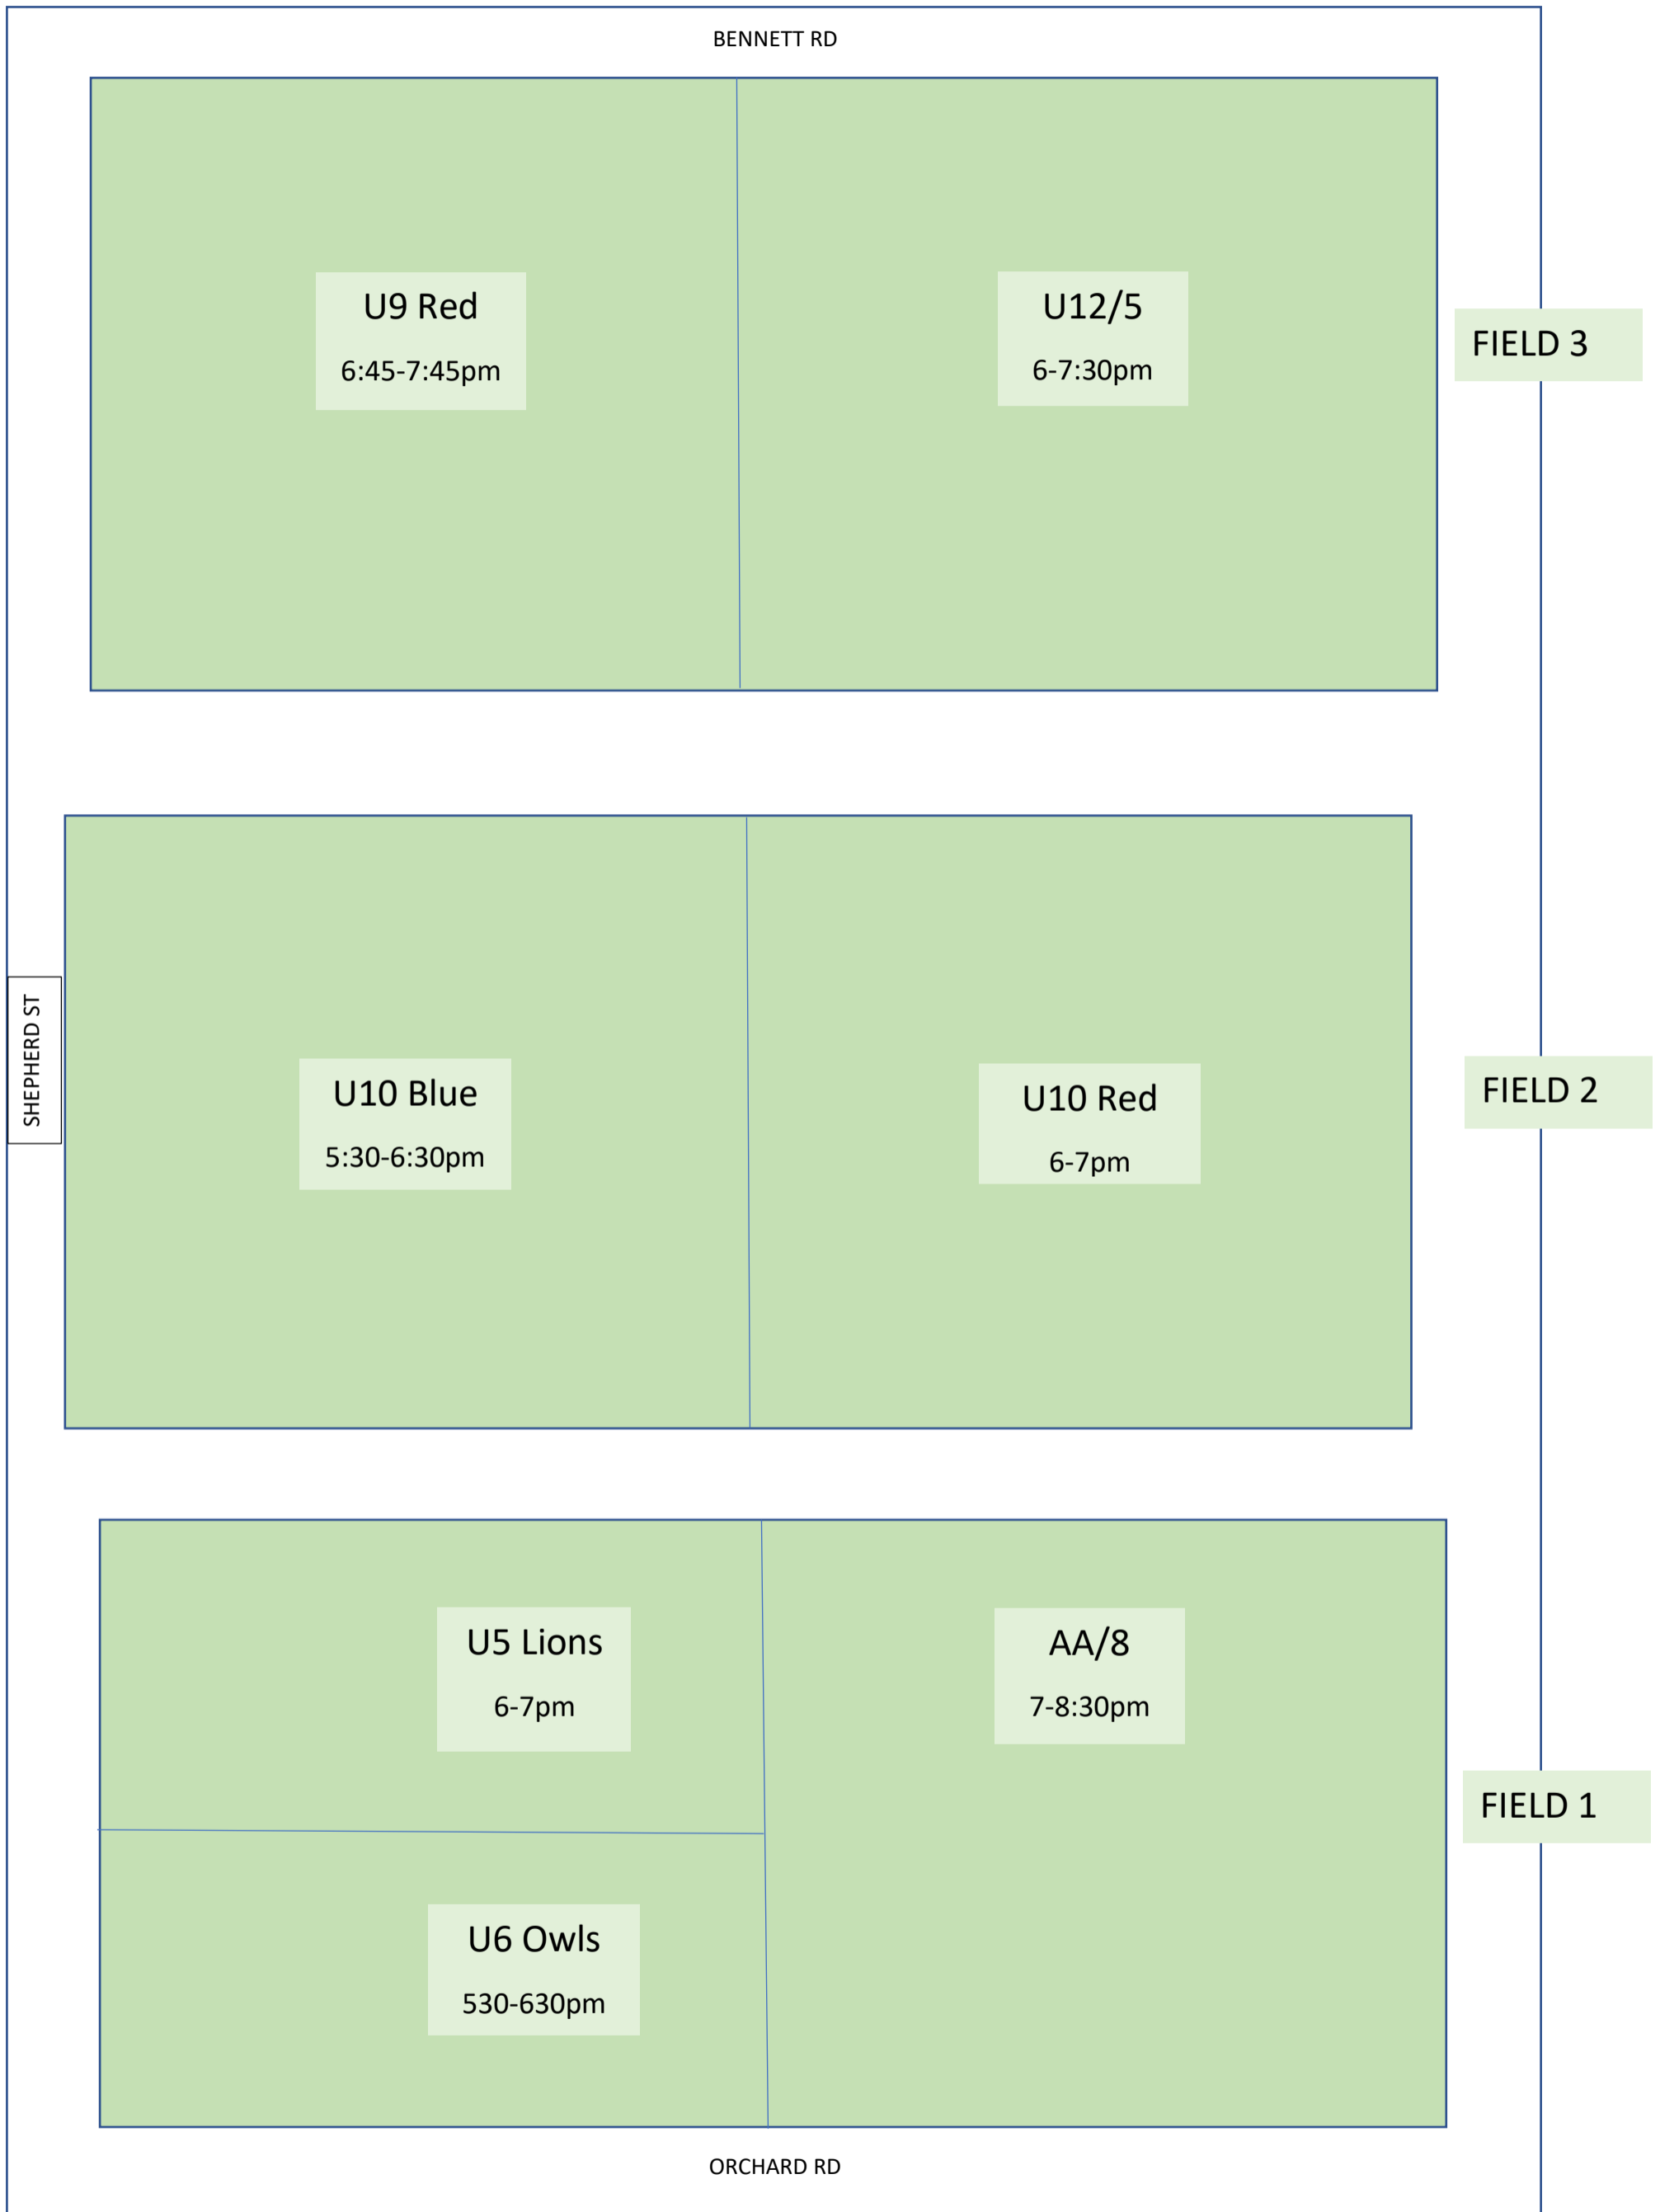 BENNETT RD
U9 Red
6:45-7:45pm
U12/5
6-7:30pm
FIELD 3
SHEPHERD ST
U10 Blue
5:30-6:30pm
U10 Red
6-7pm
FIELD 2
U5 Lions
6-7pm
AA/8
7-8:30pm
FIELD 1
U6 Owls
530-630pm
ORCHARD RD